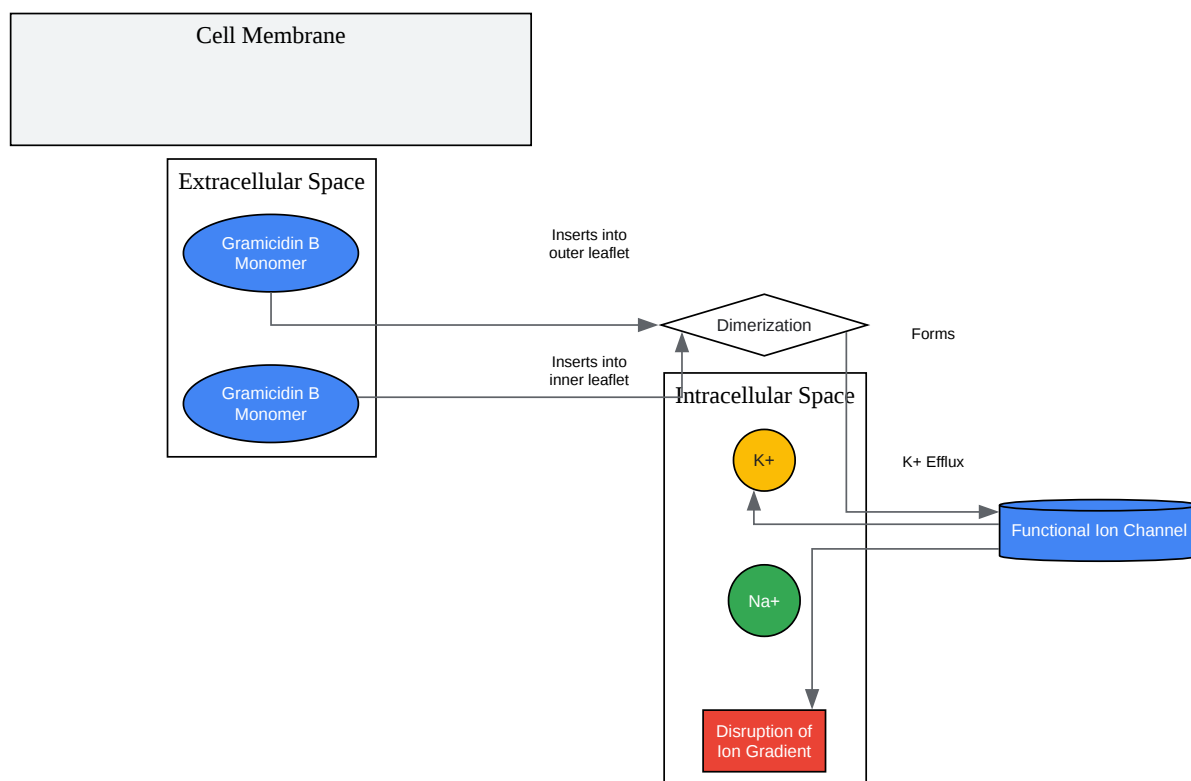 Cell Membrane
Extracellular Space
Gramicidin B
Monomer
Inserts into
outer leaflet
Dimerization
Forms
Gramicidin B
Monomer
Inserts into
inner leaflet
Intracellular Space
K+
K+ Efflux
Functional Ion Channel
Na+
Disruption of
Ion Gradient